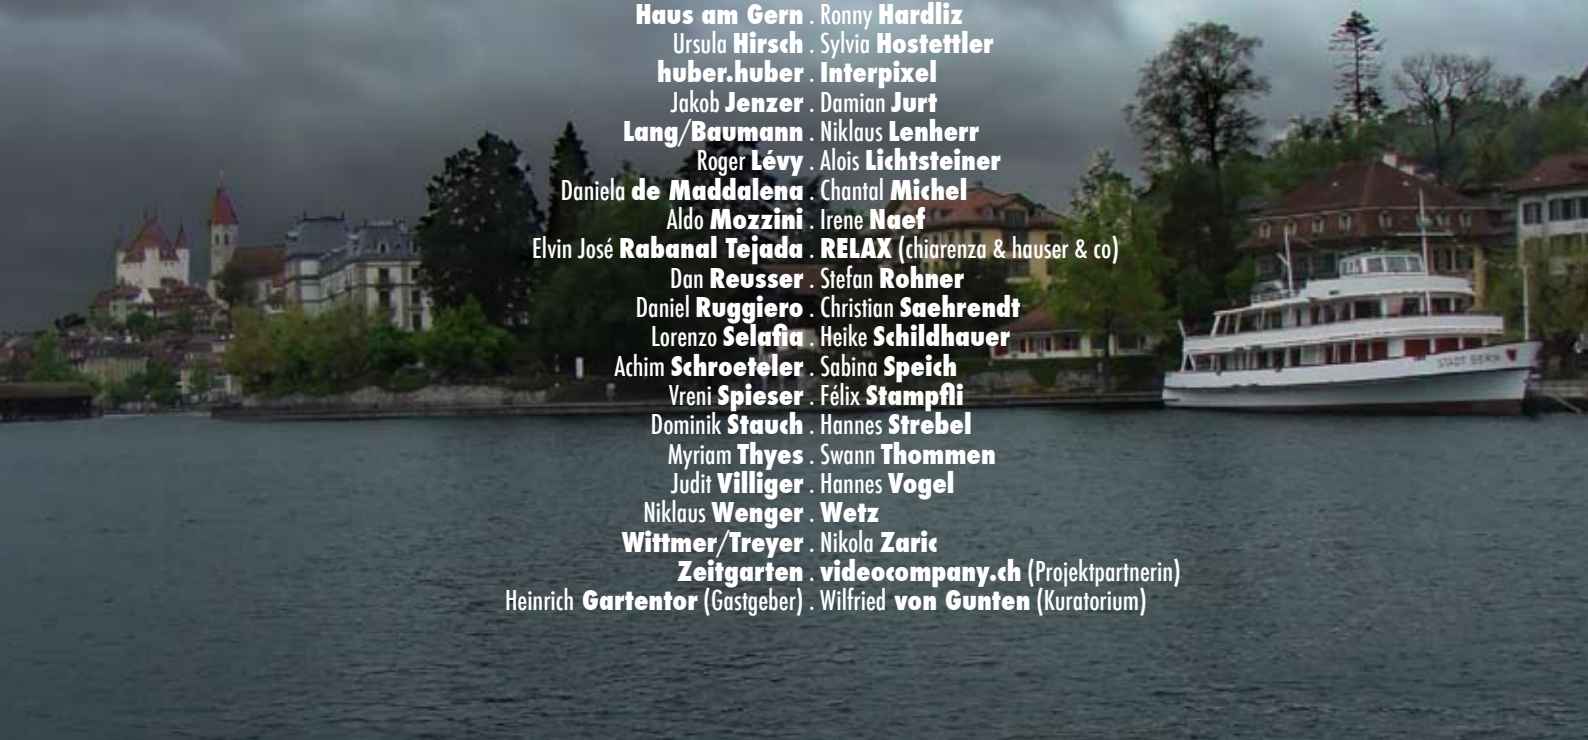 Haus am Gern . Ronny Hardliz
Ursula Hirsch . Sylvia Hostettler
huber.huber . Interpixel
Jakob Jenzer . Damian Jurt
Lang/Baumann . Niklaus Lenherr
Roger Lévy . Alois Lichtsteiner
Daniela de Maddalena . Chantal Michel
Aldo Mozzini . Irene Naef
Elvin José Rabanal Tejada . RELAX (chiarenza & hauser & co)
Dan Reusser . Stefan Rohner
Daniel Ruggiero . Christian Saehrendt
Lorenzo Selafia . Heike Schildhauer
Achim Schroeteler . Sabina Speich
Vreni Spieser . Félix Stampfli
Dominik Stauch . Hannes Strebel
Myriam Thyes . Swann Thommen
Judit Villiger . Hannes Vogel
Niklaus Wenger . Wetz
Wittmer/Treyer . Nikola Zaric
Zeitgarten . videocompany.ch (Projektpartnerin)
Heinrich Gartentor (Gastgeber) . Wilfried von Gunten (Kuratorium)
STADT BERN